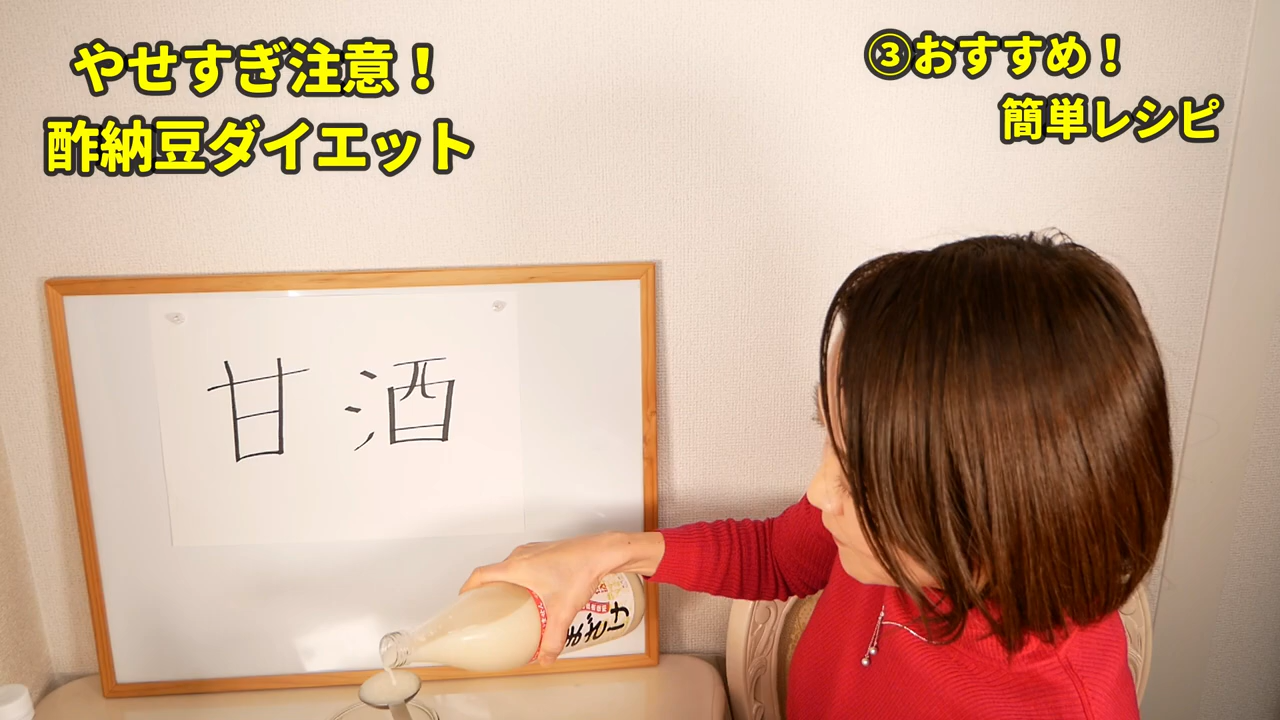 やせすぎ注意！
酢納豆ダイエット
③おすすめ！
簡単レシピ
甘酒